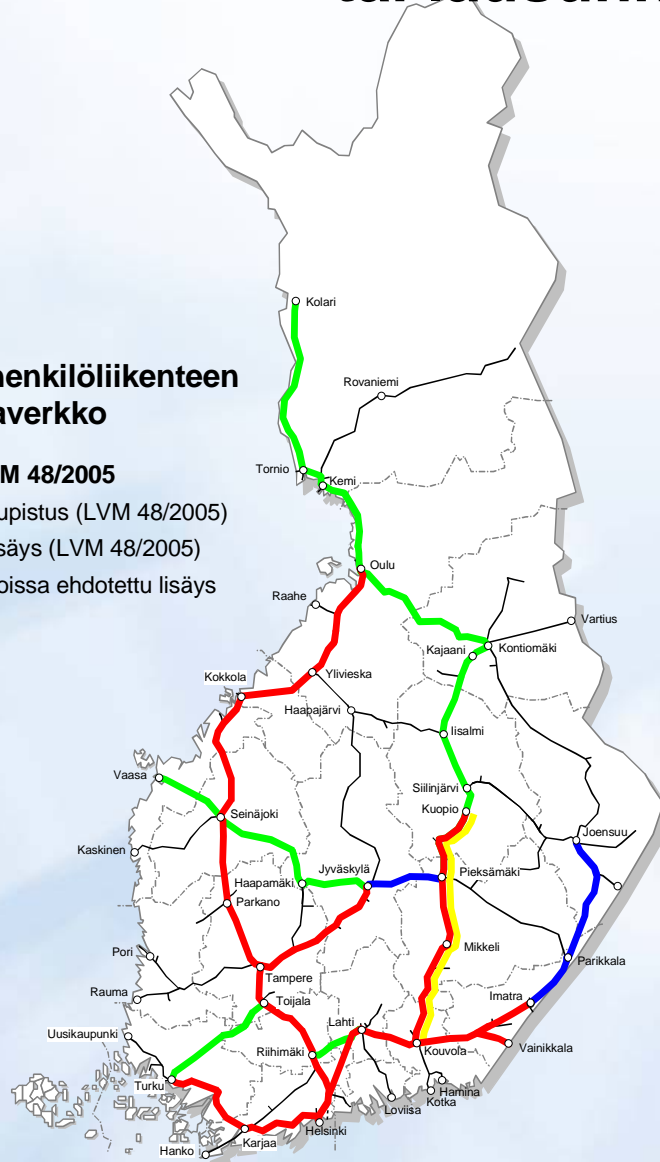 Kolari
henkilöliikenteen
Rovaniemi
averkko
Tornio
M 48/2005
Kemi
upistus (LVM 48/2005)
säys (LVM 48/2005)
Oulu
oissa ehdotettu lisäys
Raahe
Vartius
Kajaani
Kontiomäki
Ylivieska
Kokkola
Haapajärvi
Iisalmi
Vaasa
Siilinjärvi
Kuopio
Seinäjoki
Joensuu
Kaskinen
Jyväskylä
Pieksämäki
Haapamäki
Parkano
Mikkeli
Pori
Parikkala
Tampere
Rauma
Imatra
Toijala
Lahti
Uusikaupunki
Vainikkala
Riihimäki
Kouvola
Turku
Hamina
Kotka
Loviisa
Helsinki
Karjaa
Hanko